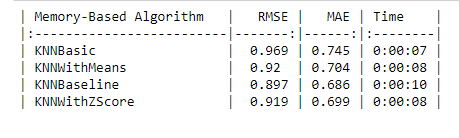 | Memory-Based Algorithm | RMSE | MAE | Time |
|:------------------------|-------:|-----:|:--------|
| KNNBasic | 0.969 | 0.745 | 0:00:07
| KNNWithMeans | 0.92 | 0.704 | 0:00:08
| KNNBaseline | 0.897 | 0.686 | 0:00:10
| KNNWithZScore | 0.919 | 0.699 | 0:00:08